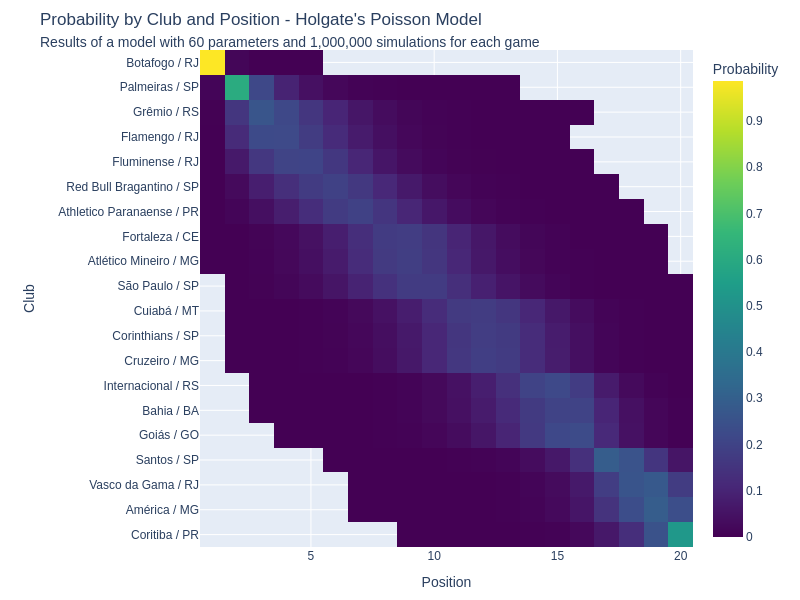 Probability by Club and Position - Holgate's Poisson Model
Results of a model with 60 parameters and 1,000,000 simulations for each game
Probability
Botafogo / RJ
Palmeiras / SP
Grêmio / RS
Flamengo / RJ
Fluminense / RJ
Red Bull Bragantino / SP
Athletico Paranaense / PR
Fortaleza / CE
Atlético Mineiro / MG
São Paulo / SP
Cuiabá / MT
Corinthians / SP
Cruzeiro / MG
Internacional / RS
Bahia / BA
Goiás / GO
Santos / SP
Vasco da Gama / RJ
América / MG
Coritiba / PR
Club
5
10
15
20
Position
0.9
0.8
0.7
0.6
0.5
0.4
0.3
0.2
0.1
0